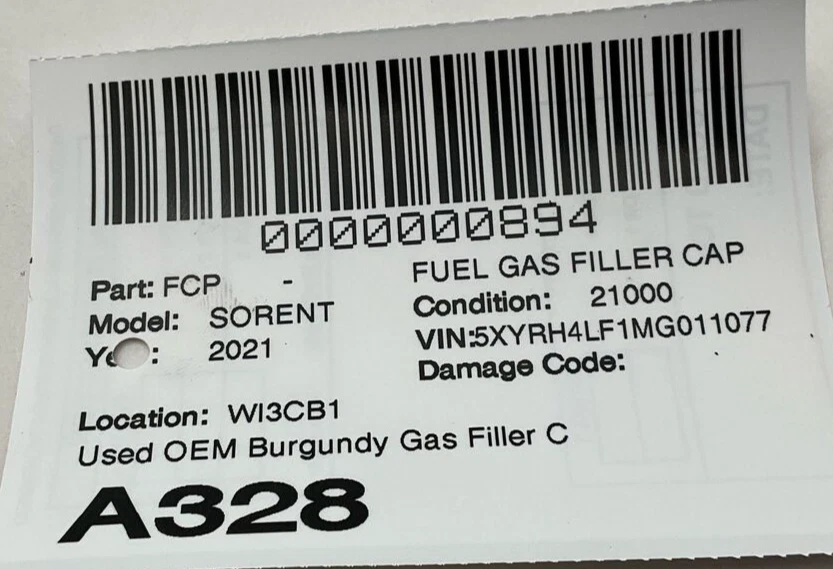 0000000894
Part: FCP - FUEL GAS FILLER CAP
Model: SORENT Condition: 21000
2021 VIN:5XYRH4LF1MG011077
Damage Code:
Location: WI3CB1
Used OEM Burgundy Gas Filler C
A328